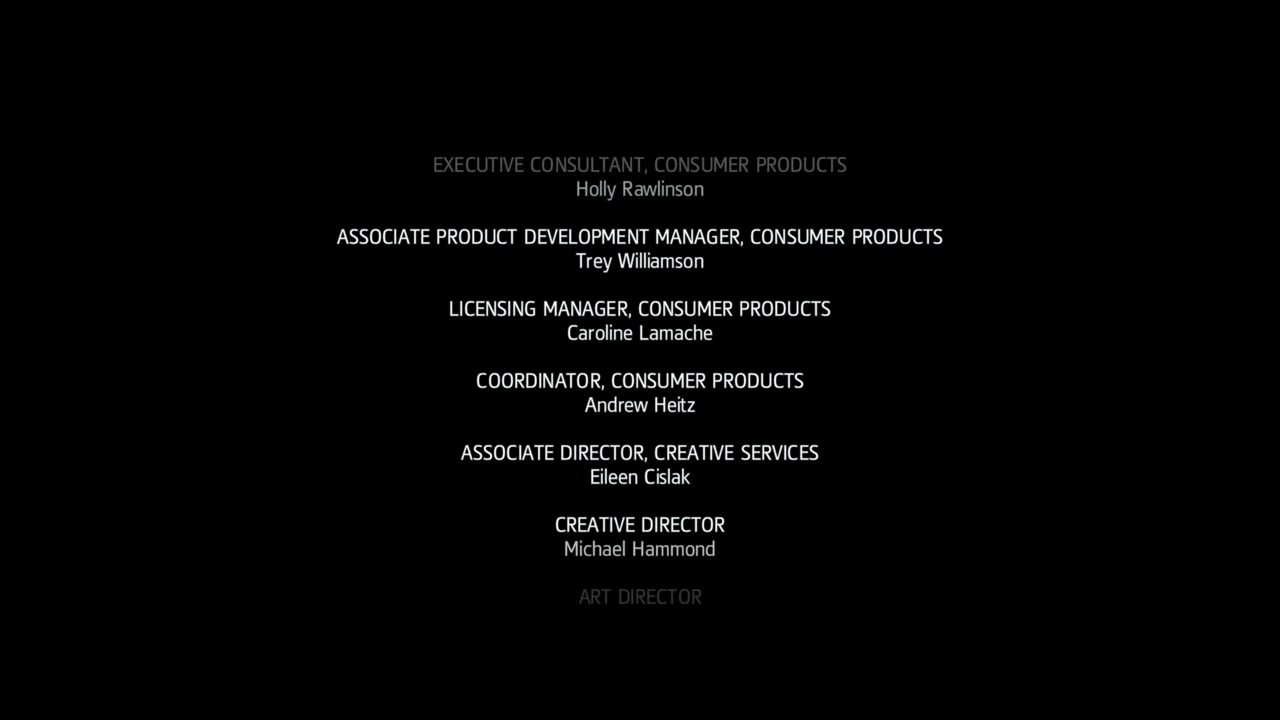 EXECUTIVE CONSULTANT, CONSUMER PRODUCTS
Holly Rawlinson
ASSOCIATE PRODUCT DEVELOPMENT MANAGER, CONSUMER PRODUCTS
Trey Williamson
LICENSING MANAGER, CONSUMER PRODUCTS
Caroline Lamache
COORDINATOR, CONSUMER PRODUCTS
Andrew Heitz
ASSOCIATE DIRECTOR, CREATIVE SERVICES
Eileen Cislak
CREATIVE DIRECTOR
Michael Hammond
ART DIRECTOR